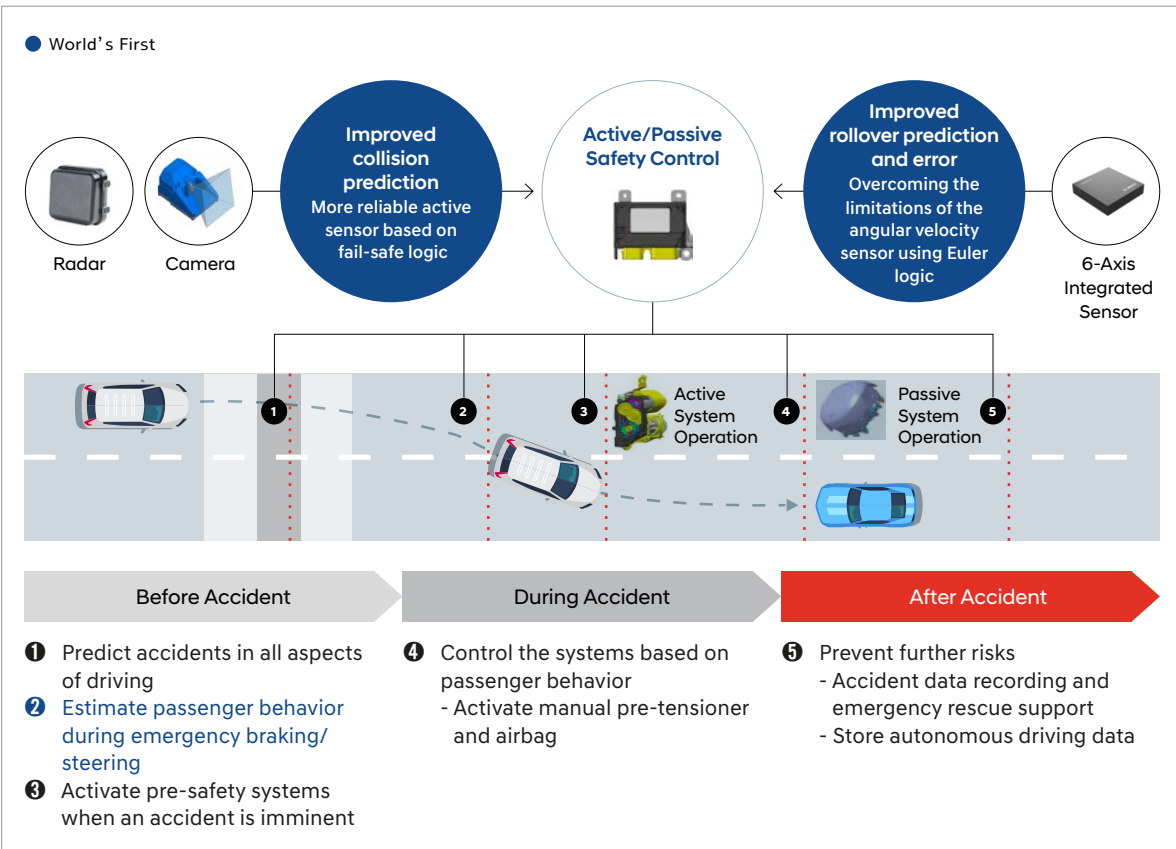 World's First
Improved
collision
prediction
More reliable active
sensor based on
fail-safe logic
Active/Passive
Safety Control
Improved
rollover prediction
and error
Overcoming the
limitations of the
angular velocity
sensor using Euler
logic
Radar
Camera
6-Axis
Integrated
Sensor
1
2
3
Active
System
Operation
4
Passive
System
Operation
5
Before Accident
During Accident
After Accident
❶ Predict accidents in all aspects
of driving
❷ Estimate passenger behavior
during emergency braking/
steering
❸ Activate pre-safety systems
when an accident is imminent
❹ Control the systems based on
passenger behavior
- Activate manual pre-tensioner
and airbag
❺ Prevent further risks
- Accident data recording and
emergency rescue support
- Store autonomous driving data